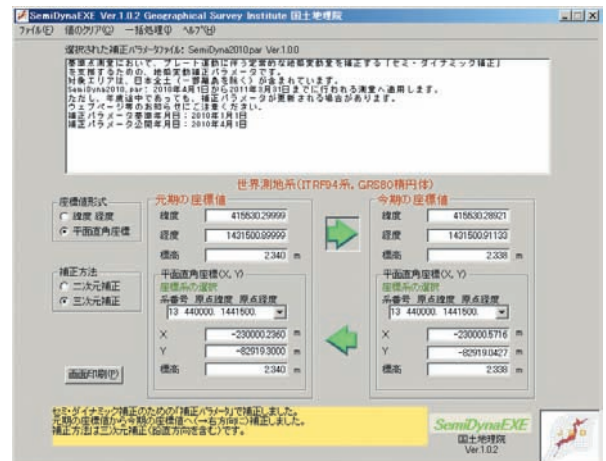 SemiDynaEXE Ver.1.0.2 Geographical Survey Institute 国土地理院
ファイル(F) 値のクリア(C) 一括処理(I) ヘルプ(H)
選択された補正パラメータファイル: SemiDyna2010.par Ver.1.0.0
基準点測量において、プレート運動に伴う定常的な地殻変動量を補正する「セミ・ダイナミック補正」
を支援するための、地殻変動補正パラメータです。
対象エリアは、日本全土(一部離島を除く)が含まれています。
SemiDyna2010.par: 2010年4月1日から2011年3月31日までに行われる測量へ適用します。
ただし、年度途中であっても、補正パラメータが更新される場合があります。
ウェブページ等のお知らせにご注意ください。
補正パラメータ基準年月日:2010年1月1日
補正パラメータ公開年月日:2010年4月1日
世界測地系(ITRF94系, GRS80楕円体)
座標値形式
緯度 経度
平面直角座標
補正方法
二次元補正
三次元補正
画面印刷(P)
元期の座標値
緯度 415530.29999
経度 1431500.99999
標高 2.340 m
平面直角座標(X, Y)
座標系の選択
系番号 原点緯度 原点経度
13 440000. 1441500.
X -230000.2360 m
Y -82919.3000 m
標高 2.340 m
今期の座標値
緯度 415530.28921
経度 1431500.91133
標高 2.338 m
平面直角座標(X, Y)
座標系の選択
系番号 原点緯度 原点経度
13 440000. 1441500.
X -230000.5716 m
Y -82919.0427 m
標高 2.338 m
セミ・ダイナミック補正のための「補正パラメータ」で補正しました。
元期の座標値から今期の座標値へ(→右方向に)補正しました。
補正方法は三次元補正(鉛直方向を含む)です。
SemiDynaEXE
国土地理院
Ver.1.0.2